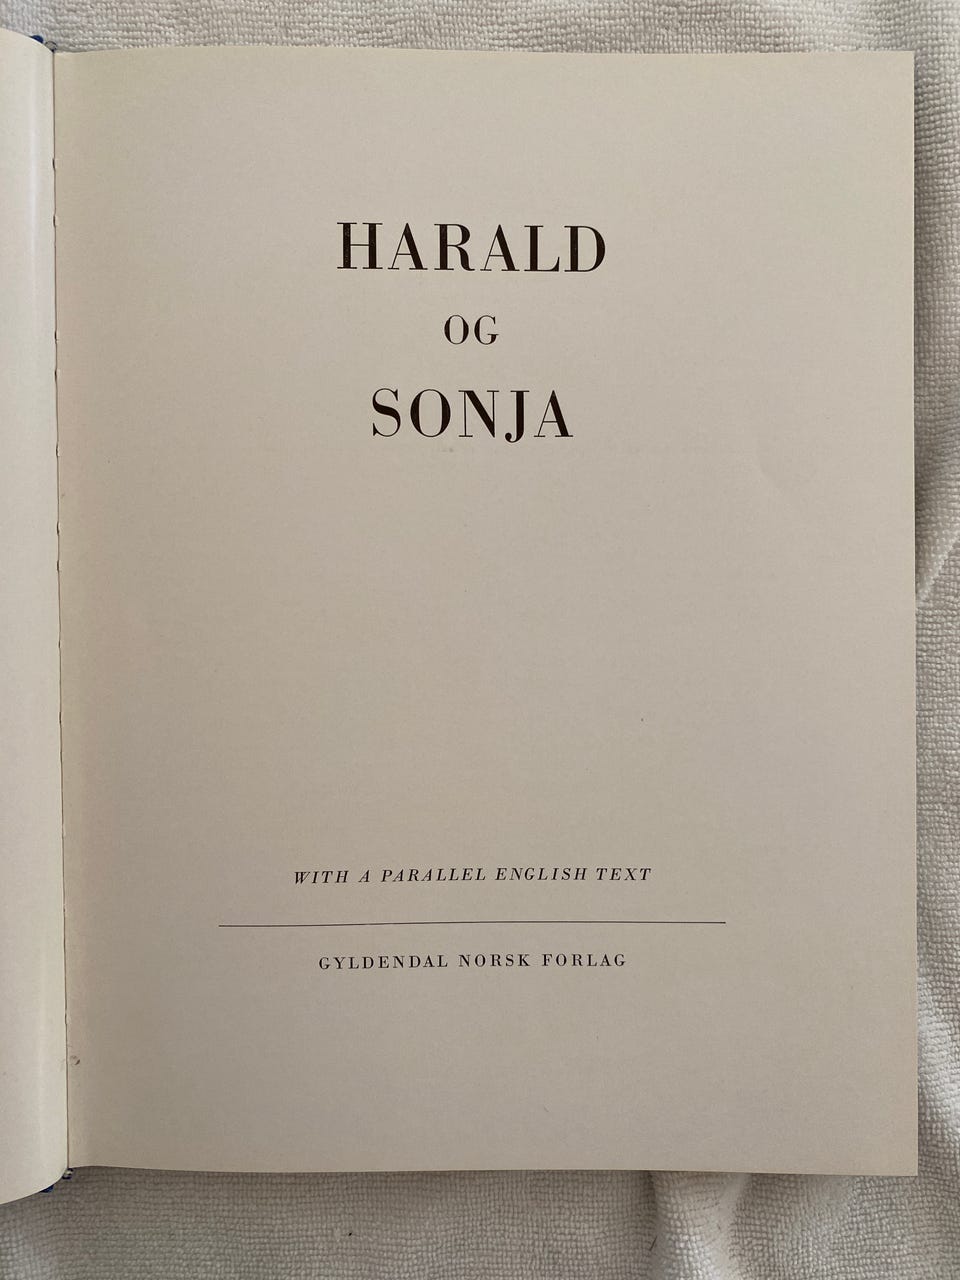 HARALD
OG
SONJA
WITH A PARALLEL ENGLISH TEXT
GYLDENDAL NORSK FORLAG